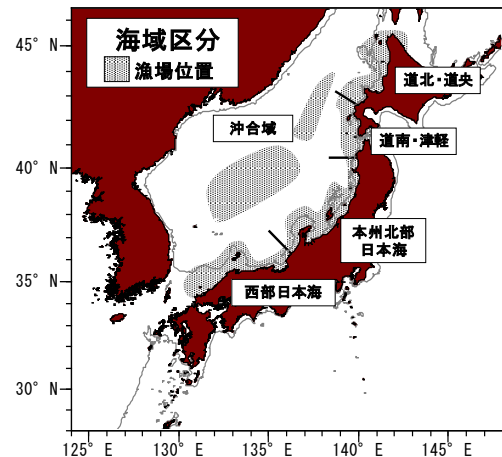 海域区分
漁場位置
道北・道央
沖合域
道南・津軽
本州北部
日本海
西部日本海
45° N
40° N
35° N
30° N
125° E
130° E
135° E
140° E
145° E